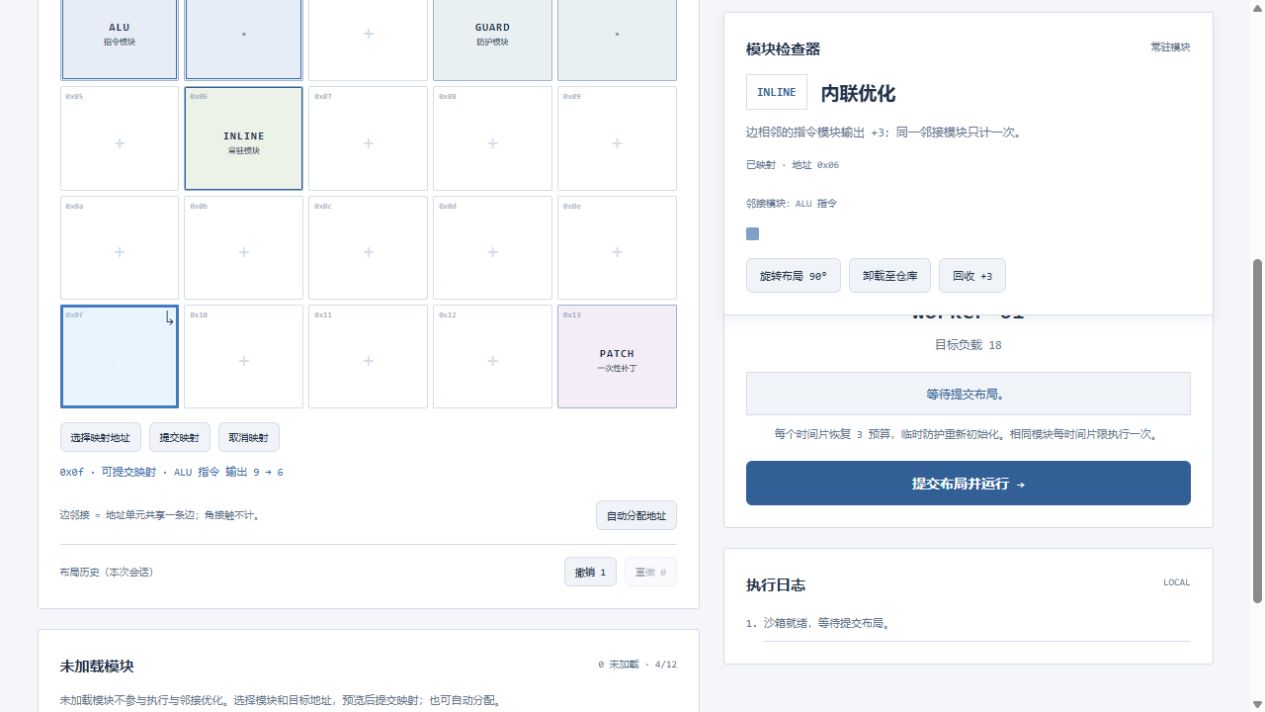 ALU
指令模块
GUARD
防护模块
0x05
0x06
0x07
0x08
0x09
INLINE
常驻模块
0x0a
0x0b
0x0c
0x0d
0x0e
0x0f
0x10
0x11
0x12
0x13
PATCH
一次性补丁
选择映射地址
提交映射
取消映射
0x0f · 可提交映射 · ALU 指令 输出 9 → 6
边邻接 = 地址单元共享一条边；角接触不计。
自动分配地址
布局历史（本次会话）
撤销 1
重做 0
未加载模块
0 未加载 · 4/12
未加载模块不参与执行与邻接优化。选择模块和目标地址，预览后提交映射；也可自动分配。
模块检查器
常驻模块
INLINE
内联优化
边相邻的指令模块输出 +3；同一邻接模块只计一次。
已映射 · 地址 0x06
邻接模块：ALU 指令
旋转布局 90°
卸载至仓库
回收 +3
目标负载 18
等待提交布局。
每个时间片恢复 3 预算，临时防护重新初始化。相同模块每时间片限执行一次。
提交布局并运行 →
执行日志
LOCAL
1. 沙箱就绪，等待提交布局。